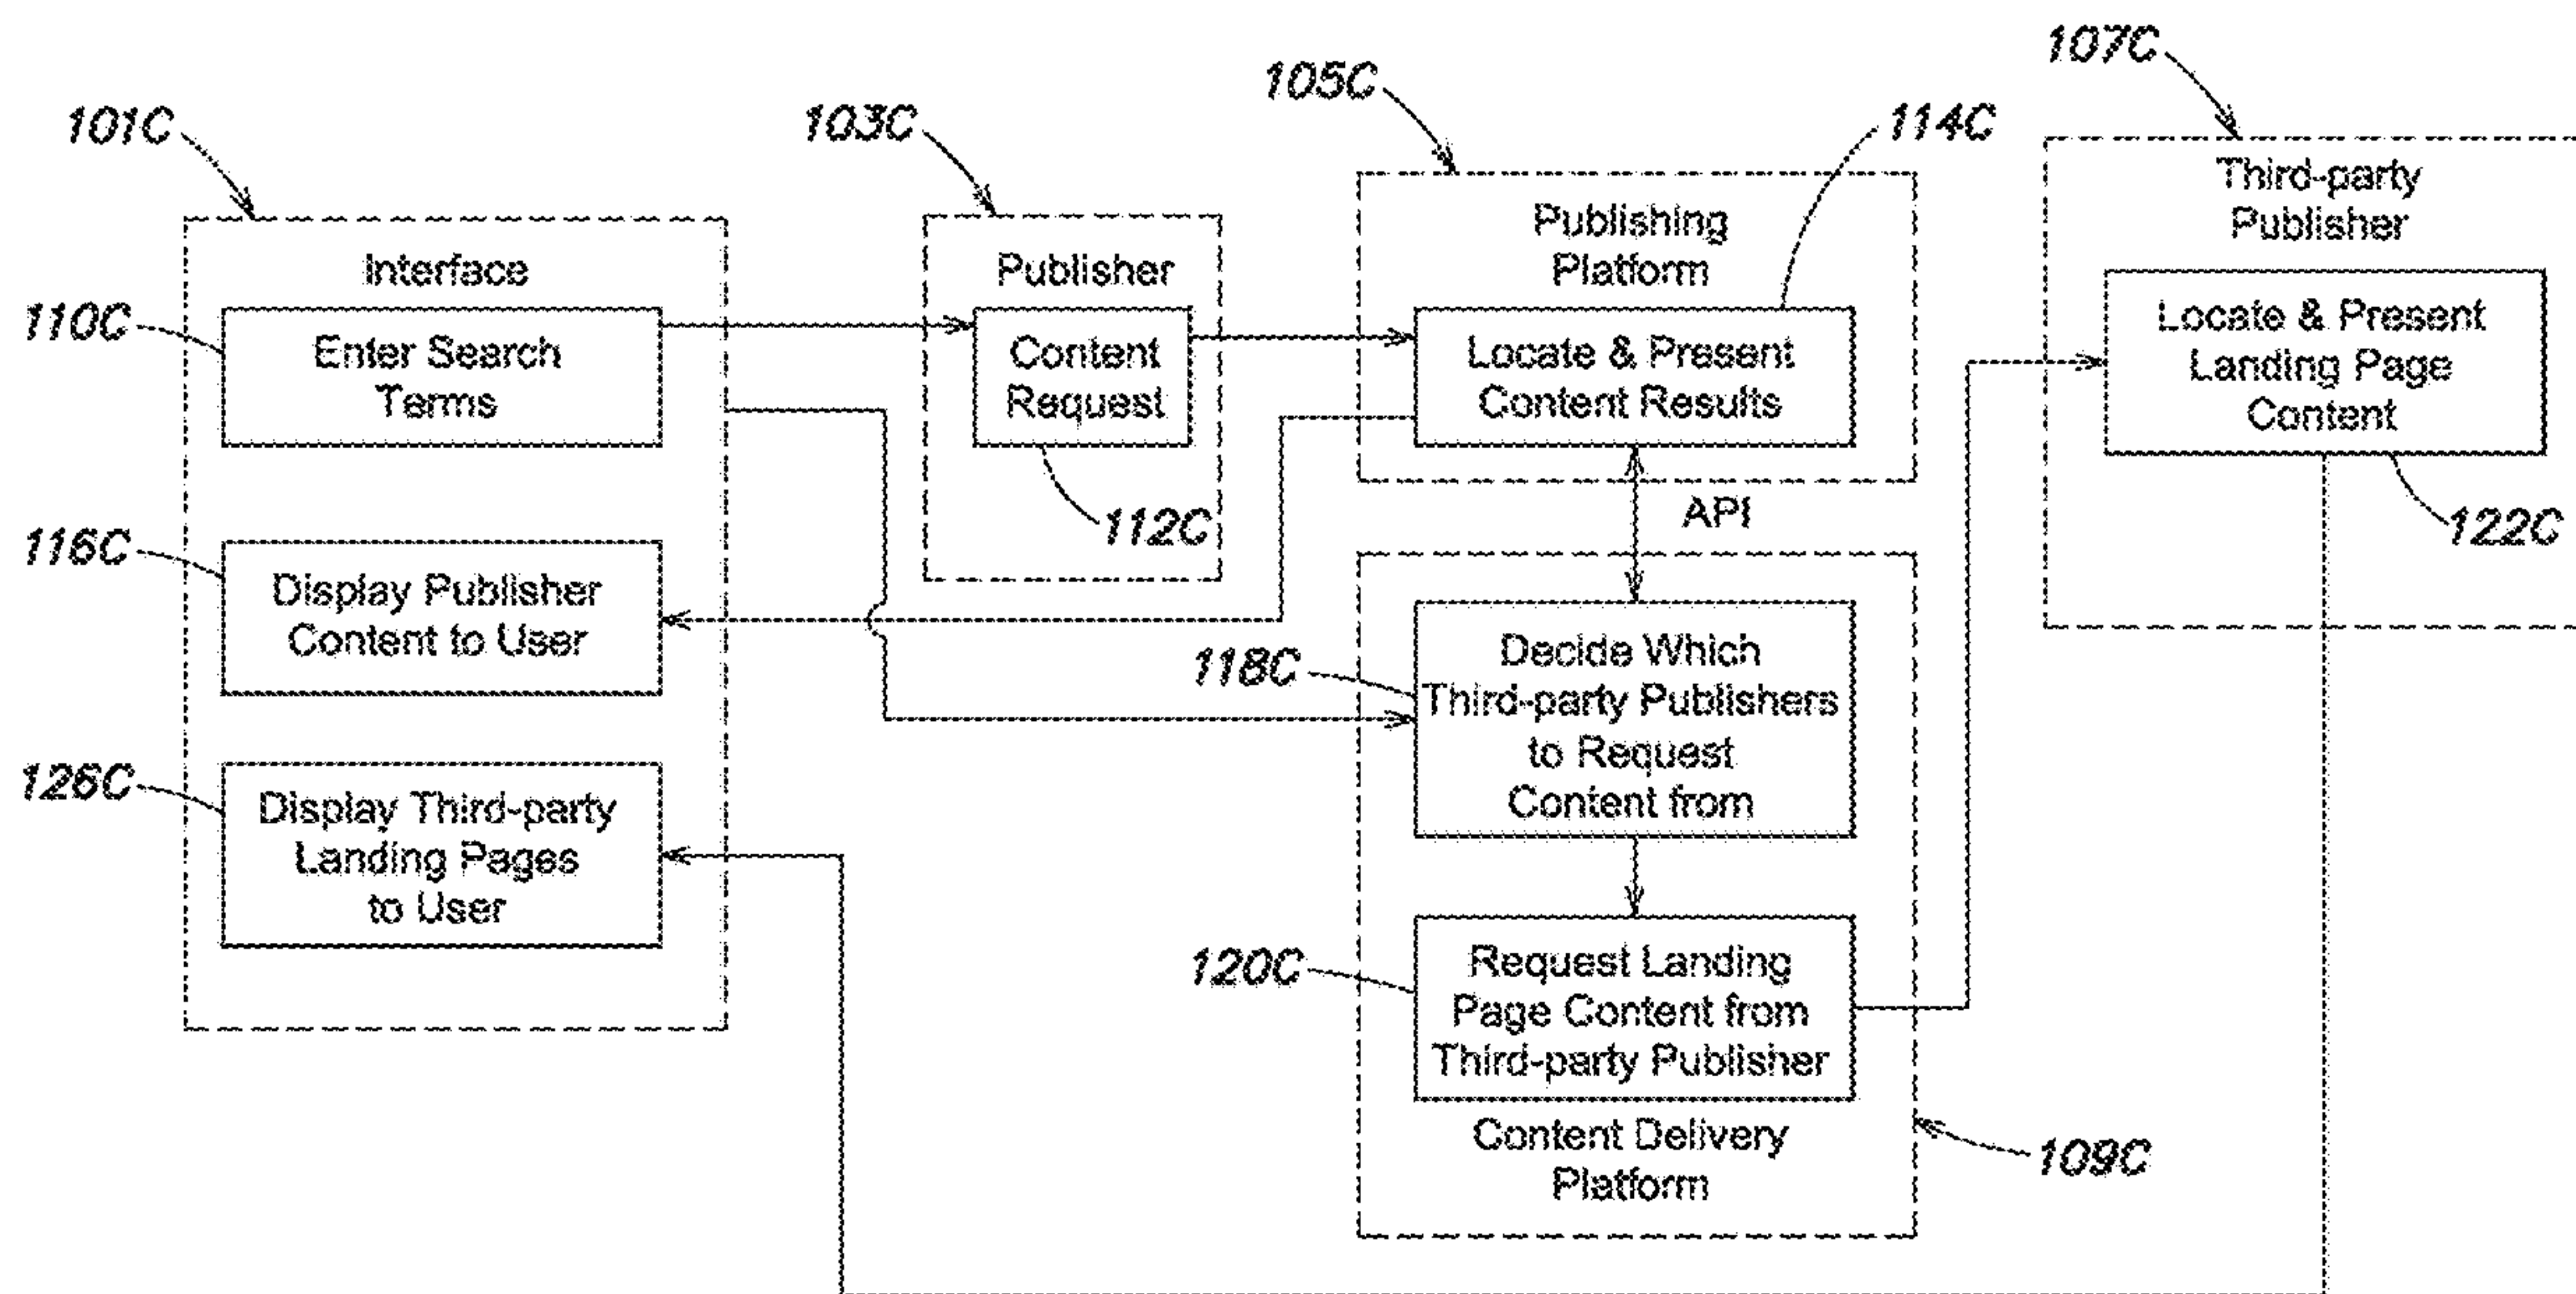 107C
105C
103C
114C
101C
Third-party
Publisher
Publishing
Platform
Interface
Publisher
110C
Enter Search
Terms
Content
Request
Locate & Present
Content Results
Locate & Present
Landing Page
Content
112C
API
122C
116C
Display Publisher
Content to User
118C
Decide Which
Third-party Publishers
to Request
Content from
126C
Display Third-party
Landing Pages
to User
120C
Request Landing
Page Content from
Third-party Publisher
Content Delivery
Platform
109C